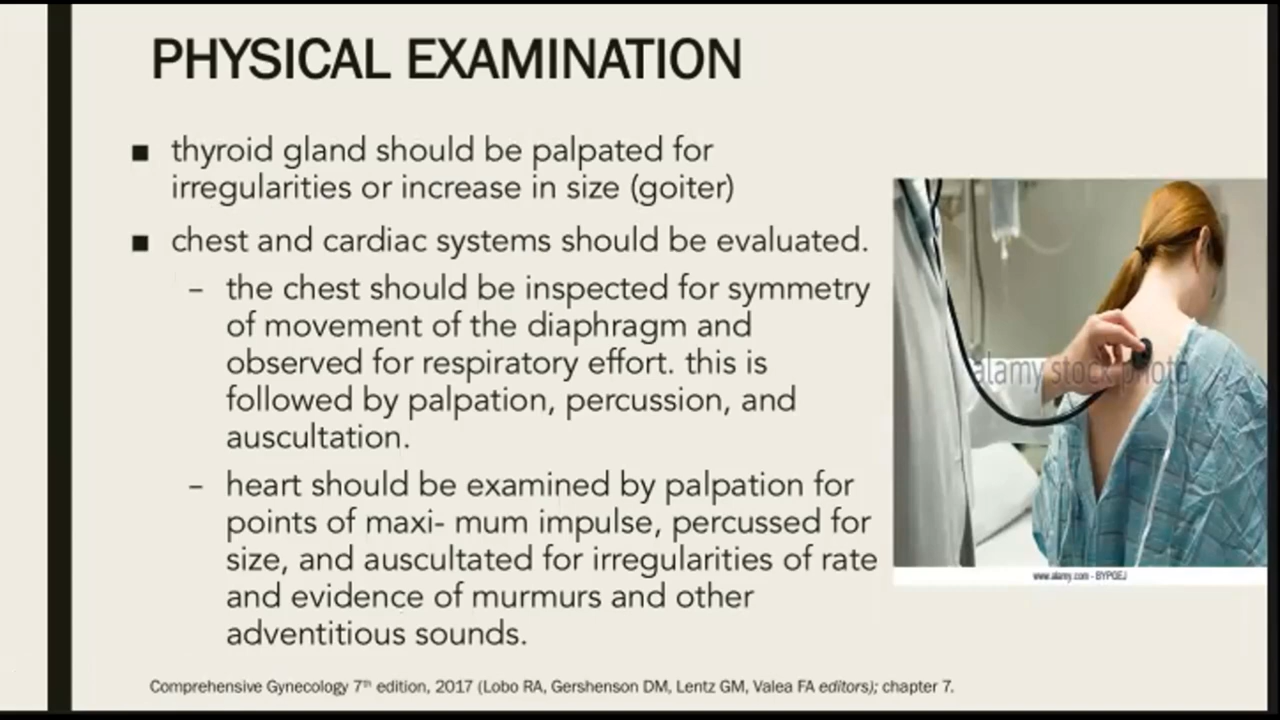 PHYSICAL EXAMINATION
■ thyroid gland should be palpated for
irregularities or increase in size (goiter)
■ chest and cardiac systems should be evaluated.
– the chest should be inspected for symmetry
of movement of the diaphragm and
observed for respiratory effort. this is
followed by palpation, percussion, and
auscultation.
– heart should be examined by palpation for
points of maxi- mum impulse, percussed for
size, and auscultated for irregularities of rate
and evidence of murmurs and other
adventitious sounds.
alamy stock photo
www.alamy.com - BYPGEJ
Comprehensive Gynecology 7th edition, 2017 (Lobo RA, Gershenson DM, Lentz GM, Valea FA editors); chapter 7.